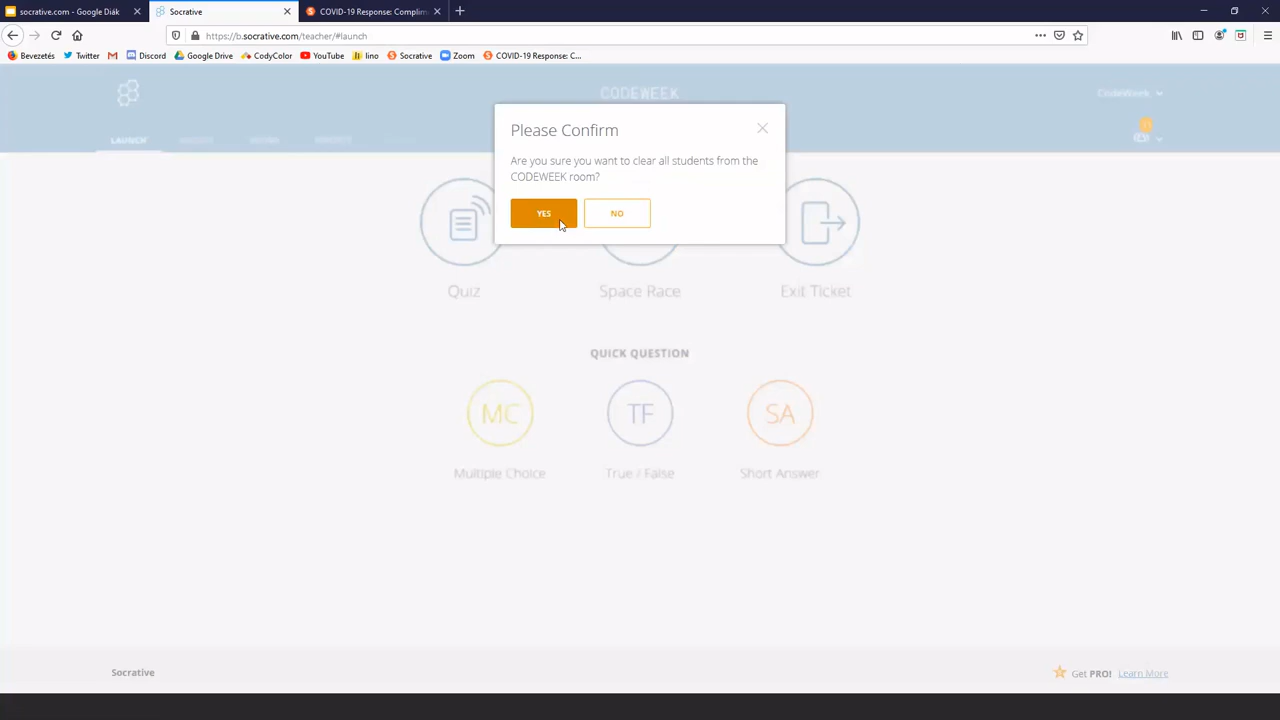 socrative.com - Google Diák
Socrative
COVID-19 Response: Complim
https://b.socrative.com/teacher/#launch
Bevezetés
Twitter
Discord
Google Drive
CodyColor
YouTube
lino
Socrative
Zoom
COVID-19 Response: C...
CODEWEEK
CodeWeek
LAUNCH
Please Confirm
Are you sure you want to clear all students from the
CODEWEEK room?
YES
NO
Quiz
Space Race
Exit Ticket
QUICK QUESTION
MC
TF
SA
Multiple Choice
True / False
Short Answer
Socrative
Get PRO! Learn More